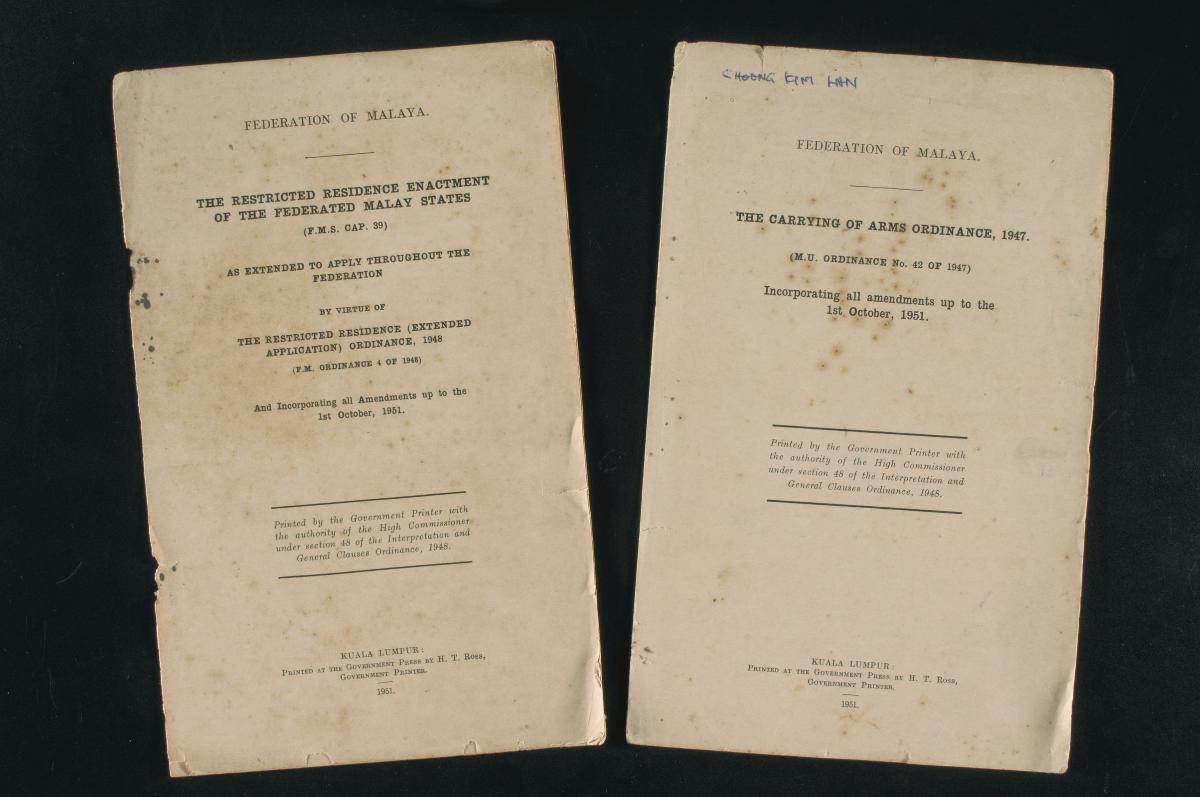 FEDERATION OF MALAYA.
THE RESTRICTED RESIDENCE ENACTMENT
OF THE FEDERATED MALAY STATES
(F.M.S. CAP. 39)
AS EXTENDED TO APPLY THROUGHOUT THE
FEDERATION
BY VIRTUE OF
THE RESTRICTED RESIDENCE (EXTENDED
APPLICATION) ORDINANCE, 1948
(F.M. ORDINANCE 4 OF 1948)
And Incorporating all Amendments up to the
1st October, 1951.
Printed by the Government Printer with
the authority of the High Commissioner
under section 48 of the Interpretation and
General Clauses Ordinance, 1948.
KUALA LUMPUR:
PRINTED AT THE GOVERNMENT PRESS BY H. T. ROSS,
GOVERNMENT PRINTER.
1951.
CHOONG KIM LAN
FEDERATION OF MALAYA.
THE CARRYING OF ARMS ORDINANCE, 1947.
(M.U. ORDINANCE No. 42 OF 1947)
Incorporating all amendments up to the
1st October, 1951.
Printed by the Government Printer with
the authority of the High Commissioner
under section 48 of the Interpretation and
General Clauses Ordinance, 1948.
KUALA LUMPUR:
PRINTED AT THE GOVERNMENT PRESS BY H. T. ROSS,
GOVERNMENT PRINTER.
1951.